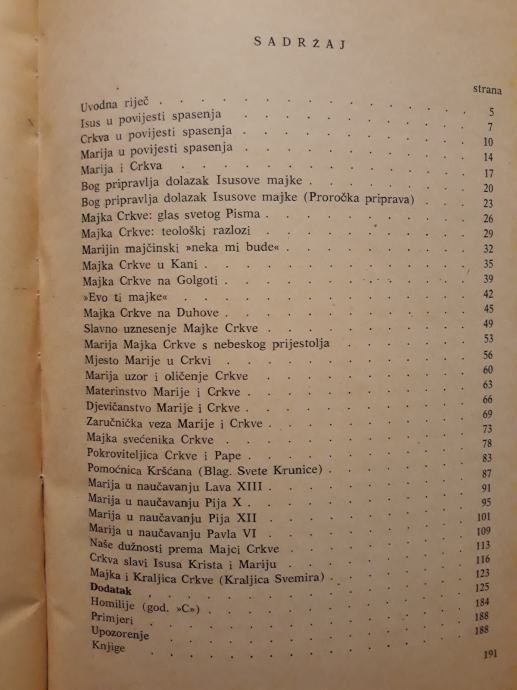 SADRŽAJ
strana
Uvodna riječ . . . . . 5
Isus u povijesti spasenja . . . . . 7
Crkva u povijesti spasenja . . . . . 10
Marija u povijesti spasenja . . . . . 14
Marija i Crkva . . . . . 17
Bog pripravlja dolazak Isusove majke . . . . . 20
Bog pripravlja dolazak Isusove majke (Proročka priprava) . . . . . 23
Majka Crkve: glas svetog Pisma . . . . . 26
Majka Crkve: teološki razlozi . . . . . 29
Marijin majčinski »neka mi bude« . . . . . 32
Majka Crkve u Kani . . . . . 35
Majka Crkve na Golgoti . . . . . 39
»Evo ti majke« . . . . . 42
Majka Crkve na Duhove . . . . . 45
Slavno uznesenje Majke Crkve . . . . . 49
Marija Majka Crkve s nebeskog prijestolja . . . . . 53
Mjesto Marije u Crkvi . . . . . 56
Marija uzor i oličenje Crkve . . . . . 60
Materinstvo Marije i Crkve . . . . . 63
Djevičanstvo Marije i Crkve . . . . . 66
Zaručnička veza Marije i Crkve . . . . . 69
Majka svećenika Crkve . . . . . 73
Pokroviteljica Crkve i Pape . . . . . 78
Pomoćnica Kršćana (Blag. Svete Krunice) . . . . . 83
Marija u naučavanju Lava XIII . . . . . 87
Marija u naučavanju Pija X . . . . . 91
Marija u naučavanju Pija XII . . . . . 95
Marija u naučavanju Pavla VI . . . . . 101
Naše dužnosti prema Majci Crkve . . . . . 109
Crkva slavi Isusa Krista i Mariju . . . . . 113
Majka i Kraljica Crkve (Kraljica Svemira) . . . . . 116
Dodatak . . . . . 123
Homilije (god. »C«) . . . . . 125
Primjeri . . . . . 184
Upozorenje . . . . . 188
Knjige . . . . . 188
191